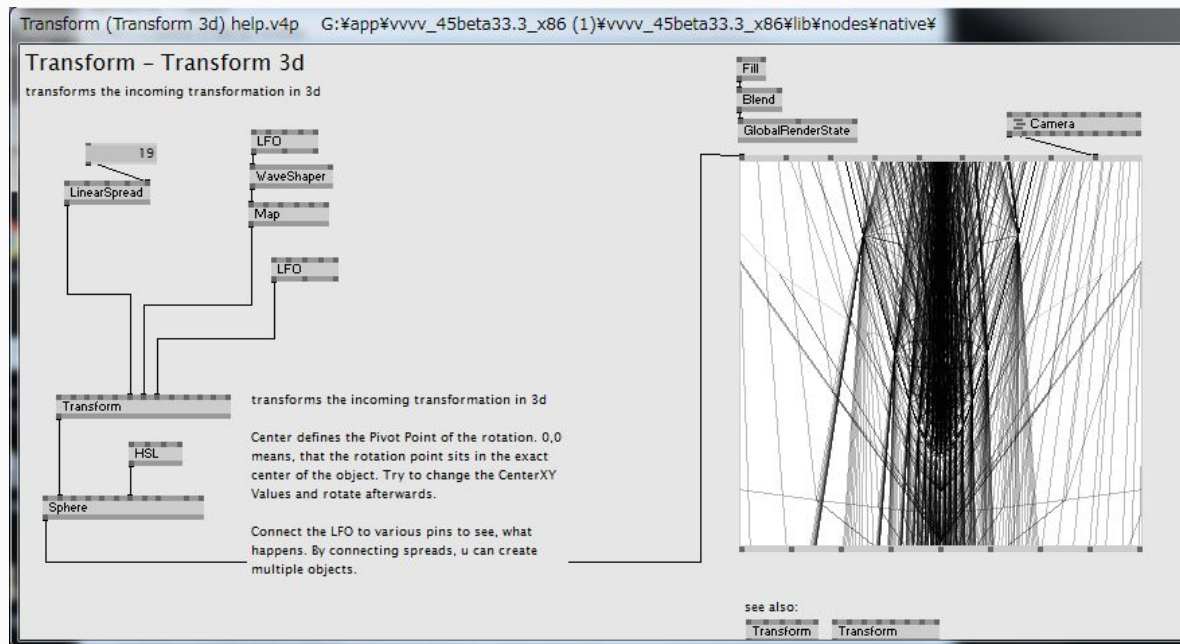 Transform (Transform 3d) help.v4p G:¥app¥vvvv_45beta33.3_x86 (1)¥vvvv_45beta33.3_x86¥lib¥nodes¥native¥
Transform - Transform 3d
transforms the incoming transformation in 3d
19
LinearSpread
LFO
WaveShaper
Map
LFO
Transform
HSL
Sphere
transforms the incoming transformation in 3d
Center defines the Pivot Point of the rotation. 0,0
means, that the rotation point sits in the exact
center of the object. Try to change the CenterXY
Values and rotate afterwards.
Connect the LFO to various pins to see, what
happens. By connecting spreads, u can create
multiple objects.
Fill
Blend
GlobalRenderState
Camera
see also:
Transform
Transform